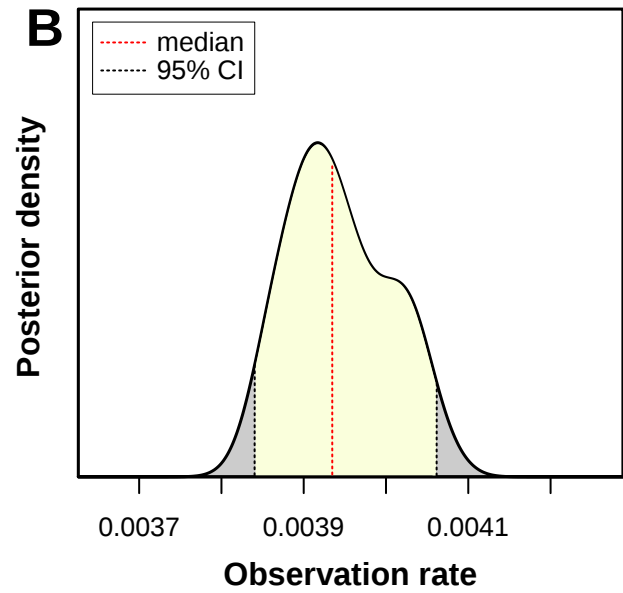 B
median
95% CI
Posterior density
0.0037 0.0039 0.0041
Observation rate